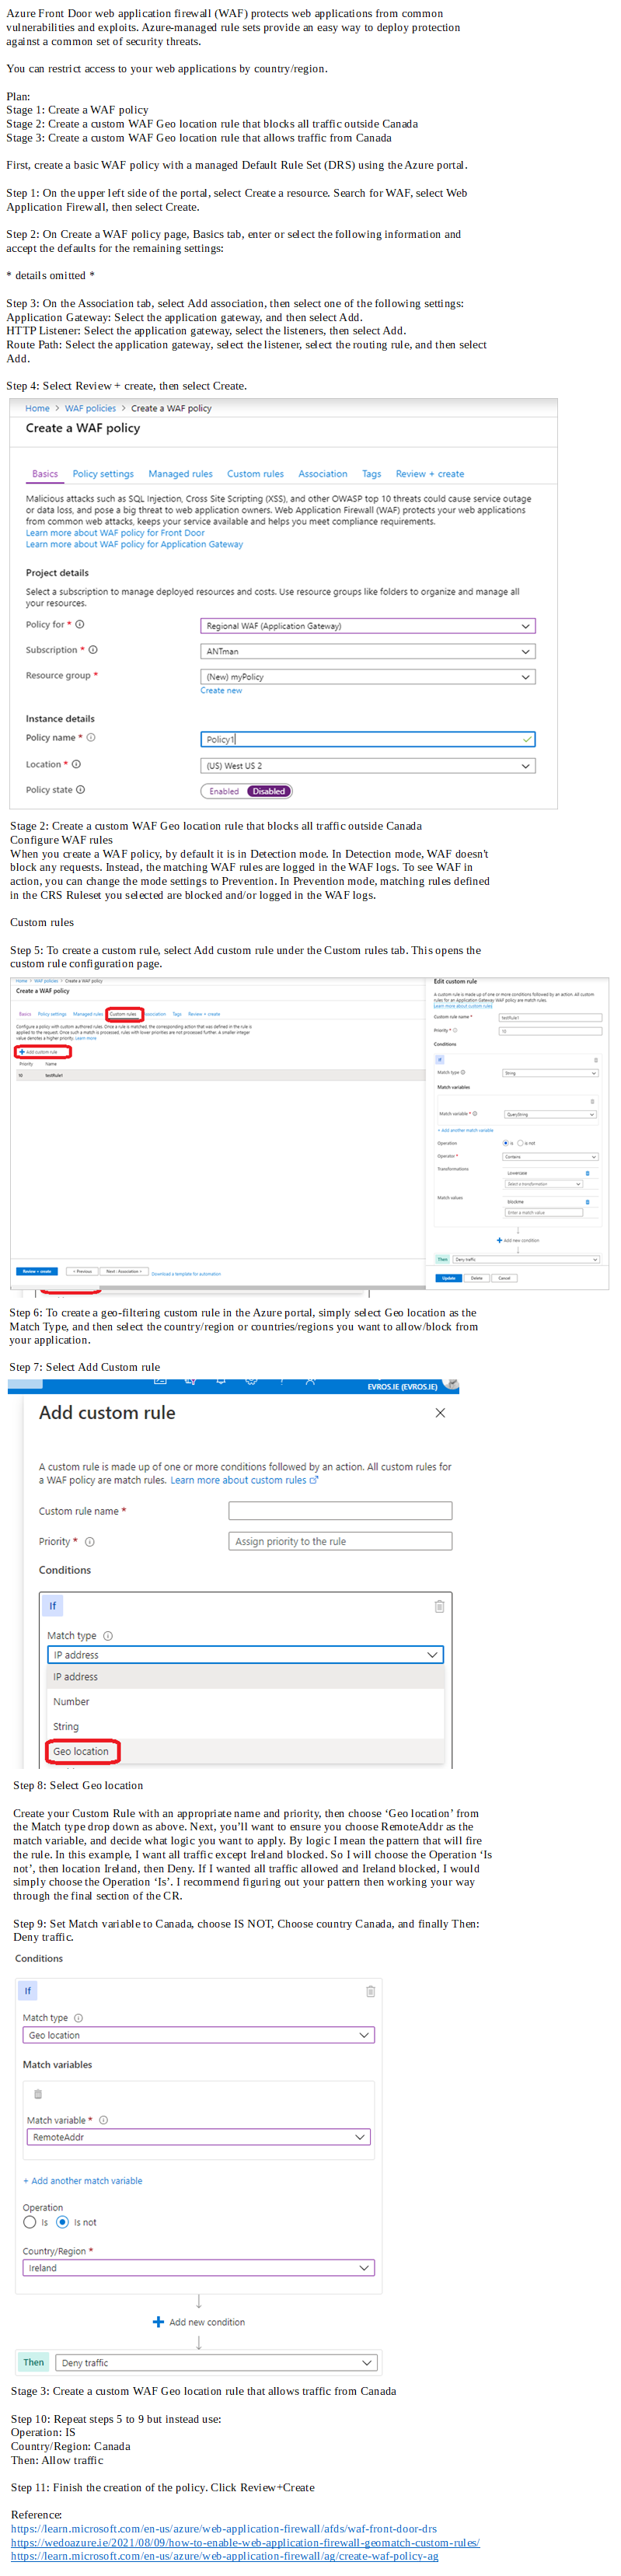 Azure Front Door web application firewall (WAF) protects web applications from common
vulnerabilities and exploits. Azure-managed rule sets provide an easy way to deploy protection
against a common set of security threats.
You can restrict access to your web applications by country/region.
Plan:
Stage 1: Create a WAF policy
Stage 2: Create a custom WAF Geo location rule that blocks all traffic outside Canada
Stage 3: Create a custom WAF Geo location rule that allows traffic from Canada
First, create a basic WAF policy with a managed Default Rule Set (DRS) using the Azure portal.
Step 1: On the upper left side of the portal, select Create a resource. Search for WAF, select Web
Application Firewall, then select Create.
Step 2: On Create a WAF policy page, Basics tab, enter or select the following information and
accept the defaults for the remaining settings:
* details omitted *
Step 3: On the Association tab, select Add association, then select one of the following settings:
Application Gateway: Select the application gateway, and then select Add.
HTTP Listener: Select the application gateway, select the listeners, then select Add.
Route Path: Select the application gateway, select the listener, select the routing rule, and then select
Add.
Step 4: Select Review + create, then select Create.
Home > WAF policies > Create a WAF policy
Create a WAF policy
Basics Policy settings Managed rules Custom rules Association Tags Review + create
Malicious attacks such as SQL Injection, Cross Site Scripting (XSS), and other OWASP top 10 threats could cause service outage
or data loss, and pose a big threat to web application owners. Web Application Firewall (WAF) protects your web applications
from common web attacks, keeps your service available and helps you meet compliance requirements.
Learn more about WAF policy for Front Door
Learn more about WAF policy for Application Gateway
Project details
Select a subscription to manage deployed resources and costs. Use resource groups like folders to organize and manage all
your resources.
Policy for * Regional WAF (Application Gateway)
Subscription * ANTman
Resource group * (New) myPolicy
Create new
Instance details
Policy name * Policy1
Location * (US) West US 2
Policy state Enabled Disabled
Stage 2: Create a custom WAF Geo location rule that blocks all traffic outside Canada
Configure WAF rules
When you create a WAF policy, by default it is in Detection mode. In Detection mode, WAF doesn't
block any requests. Instead, the matching WAF rules are logged in the WAF logs. To see WAF in
action, you can change the mode settings to Prevention. In Prevention mode, matching rules defined
in the CRS Ruleset you selected are blocked and/or logged in the WAF logs.
Custom rules
Step 5: To create a custom rule, select Add custom rule under the Custom rules tab. This opens the
custom rule configuration page.
Home > WAF policies > Create a WAF policy
Create a WAF policy
Basics Policy settings Managed rules Custom rules Association Tags Review + create
Configure a policy with custom authored rules. Once a rule is matched, the corresponding action that was defined in the rule is
applied to the request. Once such a match is processed, rules with lower priorities are not processed further. A smaller integer
value denotes a higher priority. Learn more
+ Add custom rule
Priority Name
10 testRule1
Review + create < Previous Next : Association > Download a template for automation
Edit custom rule
A custom rule is made up of one or more conditions followed by an action. All custom
rules for an application Gateway WAF policy are match rules.
Learn more about custom rules
Custom rule name * testRule1
Priority * 10
Conditions
If
Match type String
Match variables
Match variable * QueryString
+ Add another match variable
Operation is is not
Operator * Contains
Transformations
Lowercase
Select a transformation
Match values
blockme
Enter a match value
+ Add new condition
Then Deny traffic
Update Delete Cancel
Step 6: To create a geo-filtering custom rule in the Azure portal, simply select Geo location as the
Match Type, and then select the country/region or countries/regions you want to allow/block from
your application.
Step 7: Select Add Custom rule
EVROS.IE (EVROS.IE)
Add custom rule
A custom rule is made up of one or more conditions followed by an action. All custom rules for
a WAF policy are match rules. Learn more about custom rules
Custom rule name *
Priority * Assign priority to the rule
Conditions
If
Match type
IP address
IP address
Number
String
Geo location
Step 8: Select Geo location
Create your Custom Rule with an appropriate name and priority, then choose ‘Geo location’ from
the Match type drop down as above. Next, you’ll want to ensure you choose RemoteAddr as the
match variable, and decide what logic you want to apply. By logic I mean the pattern that will fire
the rule. In this example, I want all traffic except Ireland blocked. So I will choose the Operation ‘Is
not’, then location Ireland, then Deny. If I wanted all traffic allowed and Ireland blocked, I would
simply choose the Operation ‘Is’. I recommend figuring out your pattern then working your way
through the final section of the CR.
Step 9: Set Match variable to Canada, choose IS NOT, Choose country Canada, and finally Then:
Deny traffic.
Conditions
If
Match type
Geo location
Match variables
Match variable *
RemoteAddr
+ Add another match variable
Operation
Is Is not
Country/Region *
Ireland
+ Add new condition
Then Deny traffic
Stage 3: Create a custom WAF Geo location rule that allows traffic from Canada
Step 10: Repeat steps 5 to 9 but instead use:
Operation: IS
Country/Region: Canada
Then: Allow traffic
Step 11: Finish the creation of the policy. Click Review+Create
Reference:
https://learn.microsoft.com/en-us/azure/web-application-firewall/afds/waf-front-door-drs
https://wedoazure.ie/2021/08/09/how-to-enable-web-application-firewall-geomatch-custom-rules/
https://learn.microsoft.com/en-us/azure/web-application-firewall/ag/create-waf-policy-ag